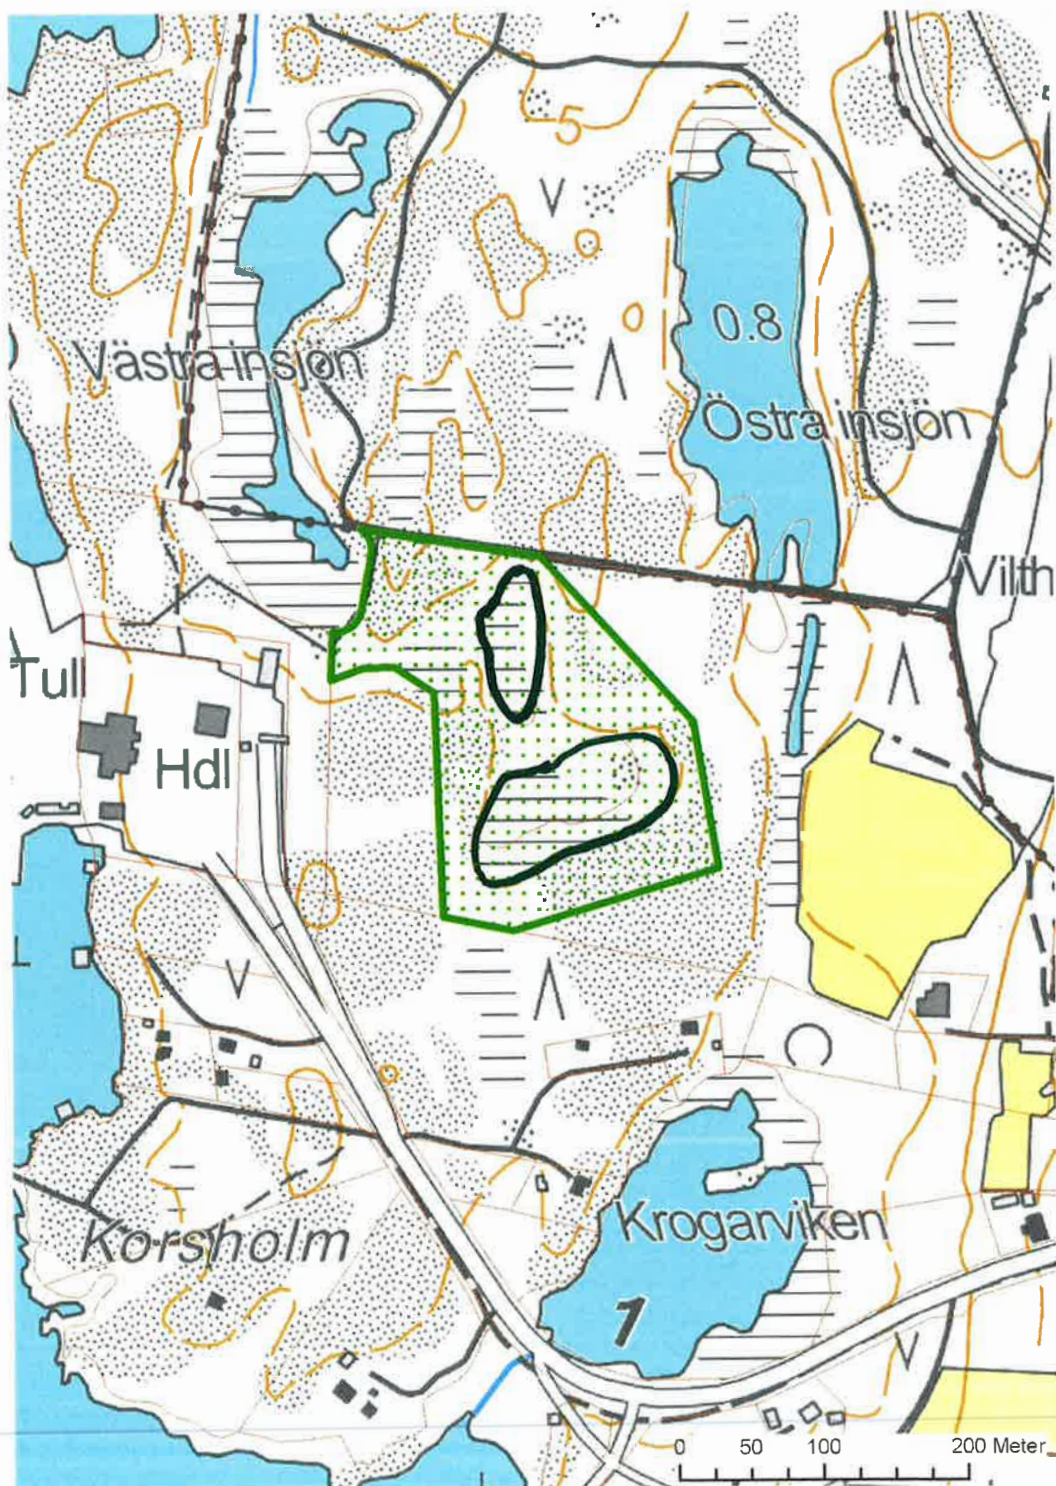 5
0.8
Västra insjön
Östra insjön
Vilth
Tull
Hdl
Korsholm
Krogarviken
1
0 50 100 200 Meter